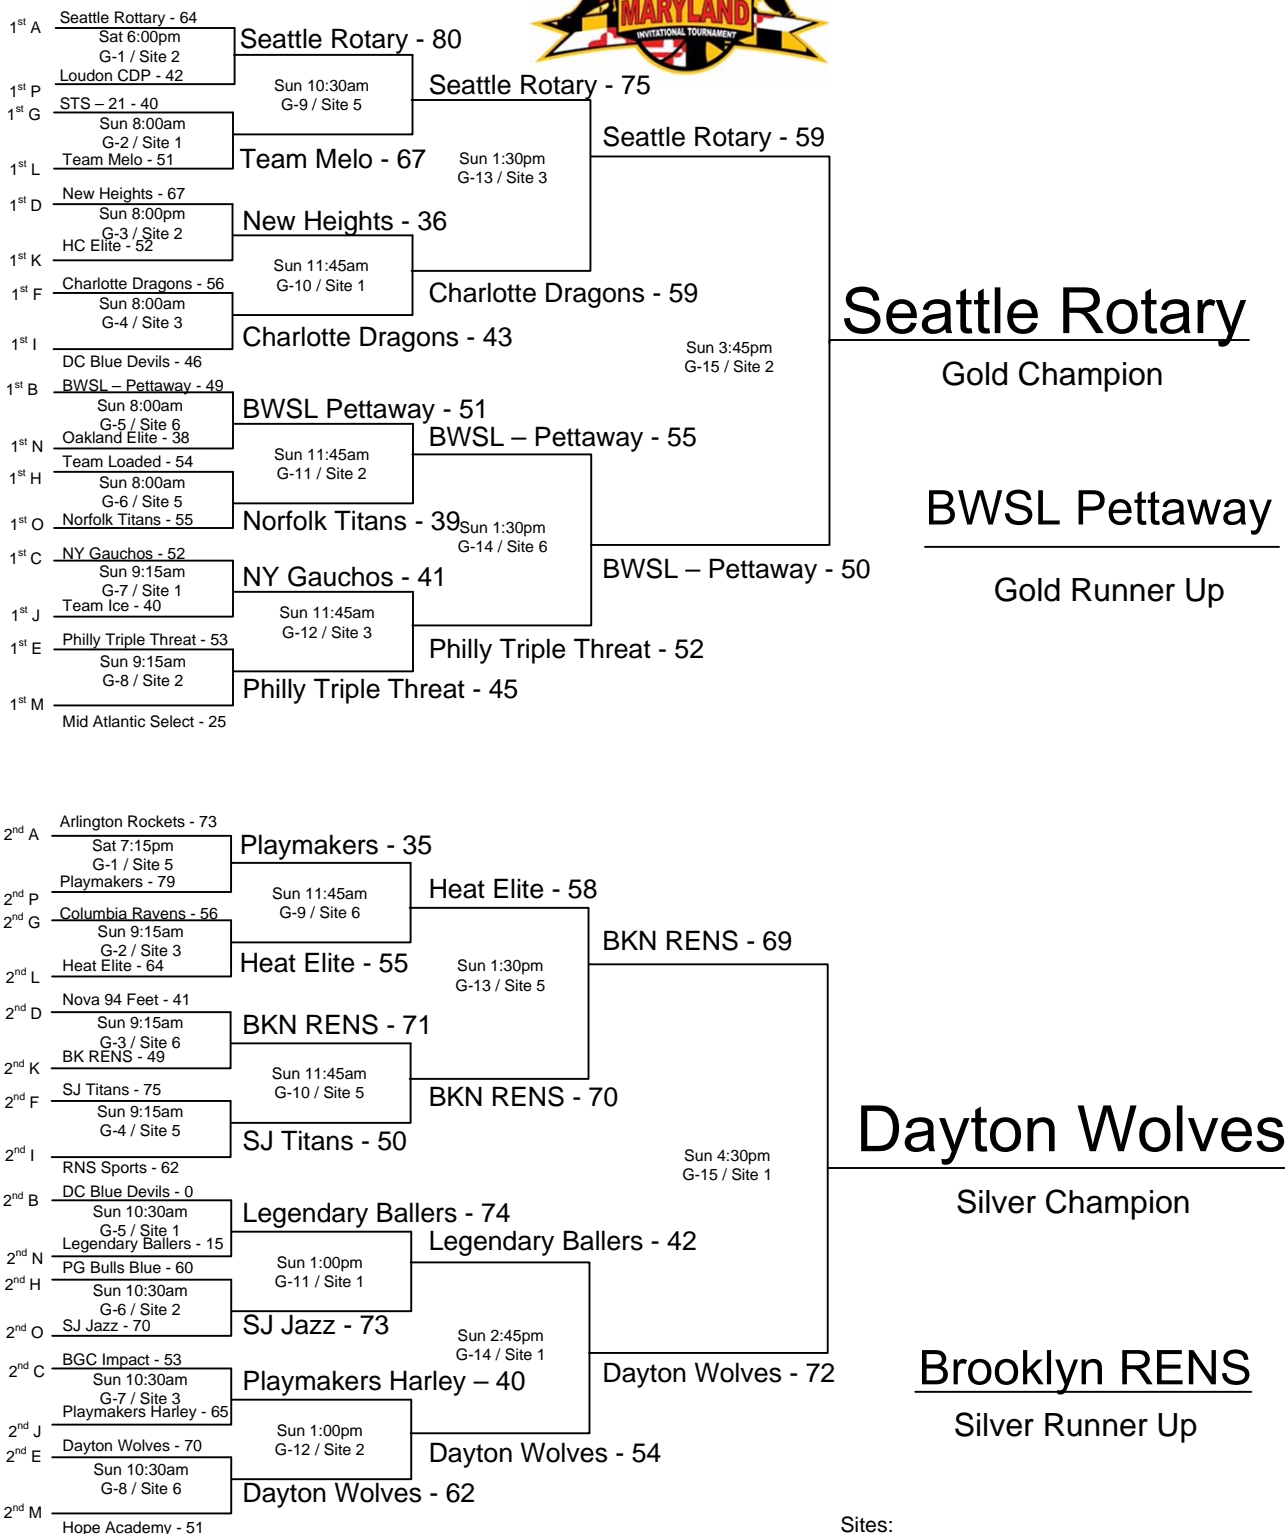 MARYLAND
INVITATIONAL TOURNAMENT
1st A
Seattle Rottary - 64
Sat 6:00pm
G-1 / Site 2
Loudon CDP - 42
1st P
1st G
STS – 21 - 40
Sun 8:00am
G-2 / Site 1
Team Melo - 51
1st L
1st D
New Heights - 67
Sun 8:00pm
G-3 / Site 2
HC Elite - 52
1st K
1st F
Charlotte Dragons - 56
Sun 8:00am
G-4 / Site 3
1st I
DC Blue Devils - 46
1st B
BWSL – Pettaway - 49
Sun 8:00am
G-5 / Site 6
Oakland Elite - 38
1st N
1st H
Team Loaded - 54
Sun 8:00am
G-6 / Site 5
1st O
Norfolk Titans - 55
1st C
NY Gauchos - 52
Sun 9:15am
G-7 / Site 1
Team Ice - 40
1st J
1st E
Philly Triple Threat - 53
Sun 9:15am
G-8 / Site 2
1st M
Mid Atlantic Select - 25
Seattle Rotary - 80
Sun 10:30am
G-9 / Site 5
Team Melo - 67
New Heights - 36
Sun 11:45am
G-10 / Site 1
Charlotte Dragons - 43
BWSL Pettaway - 51
Sun 11:45am
G-11 / Site 2
Norfolk Titans - 39
NY Gauchos - 41
Sun 11:45am
G-12 / Site 3
Philly Triple Threat - 45
Seattle Rotary - 75
Sun 1:30pm
G-13 / Site 3
Charlotte Dragons - 59
BWSL – Pettaway - 55
Sun 1:30pm
G-14 / Site 6
Philly Triple Threat - 52
Seattle Rotary - 59
Sun 3:45pm
G-15 / Site 2
BWSL – Pettaway - 50
Seattle Rotary
Gold Champion
BWSL Pettaway
Gold Runner Up
2nd A
Arlington Rockets - 73
Sat 7:15pm
G-1 / Site 5
Playmakers - 79
2nd P
2nd G
Columbia Ravens - 56
Sun 9:15am
G-2 / Site 3
Heat Elite - 64
2nd L
2nd D
Nova 94 Feet - 41
Sun 9:15am
G-3 / Site 6
BK RENS - 49
2nd K
2nd F
SJ Titans - 75
Sun 9:15am
G-4 / Site 5
2nd I
RNS Sports - 62
2nd B
DC Blue Devils - 0
Sun 10:30am
G-5 / Site 1
Legendary Ballers - 15
2nd N
2nd H
PG Bulls Blue - 60
Sun 10:30am
G-6 / Site 2
2nd O
SJ Jazz - 70
2nd C
BGC Impact - 53
Sun 10:30am
G-7 / Site 3
Playmakers Harley - 65
2nd J
2nd E
Dayton Wolves - 70
Sun 10:30am
G-8 / Site 6
2nd M
Hope Academy - 51
Playmakers - 35
Sun 11:45am
G-9 / Site 6
Heat Elite - 55
BKN RENS - 71
Sun 11:45am
G-10 / Site 5
SJ Titans - 50
Legendary Ballers - 74
Sun 1:00pm
G-11 / Site 1
SJ Jazz - 73
Playmakers Harley – 40
Sun 1:00pm
G-12 / Site 2
Dayton Wolves - 62
Heat Elite - 58
Sun 1:30pm
G-13 / Site 5
BKN RENS - 70
Legendary Ballers - 42
Sun 2:45pm
G-14 / Site 1
Dayton Wolves - 54
BKN RENS - 69
Sun 4:30pm
G-15 / Site 1
Dayton Wolves - 72
Dayton Wolves
Silver Champion
Brooklyn RENS
Silver Runner Up
Sites: